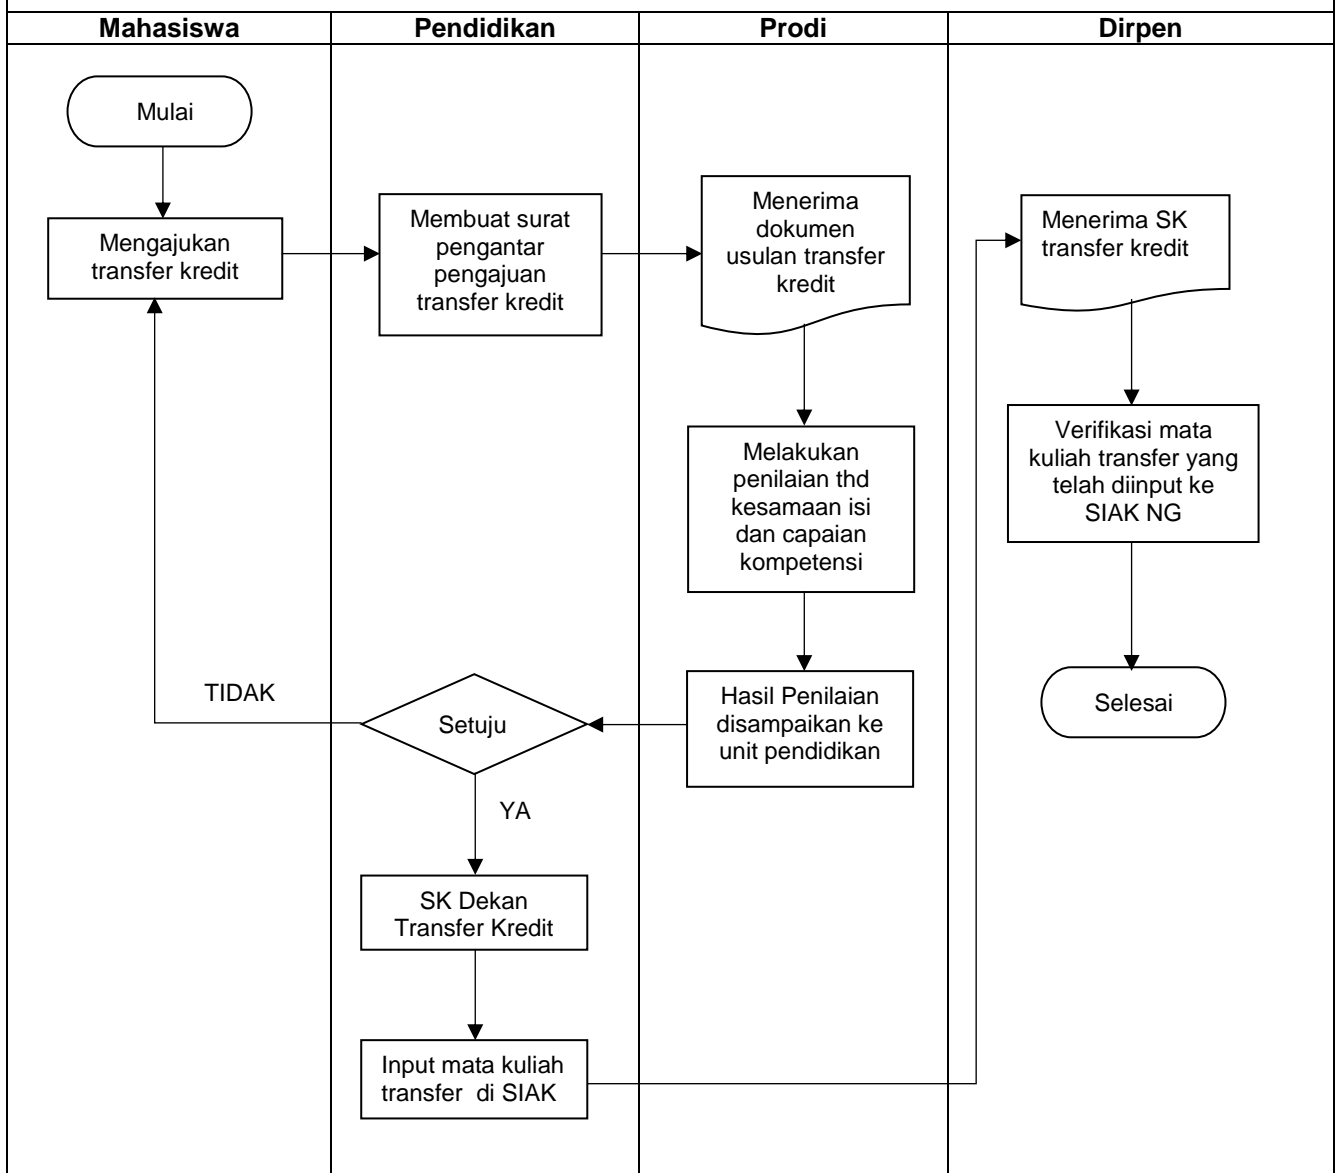 Mahasiswa
Pendidikan
Prodi
Dirpen
Mulai
Mengajukan
transfer kredit
Membuat surat
pengantar
pengajuan
transfer kredit
Menerima
dokumen
usulan transfer
kredit
Menerima SK
transfer kredit
Melakukan
penilaian thd
kesamaan isi
dan capaian
kompetensi
Verifikasi mata
kuliah transfer yang
telah diinput ke
SIAK NG
Hasil Penilaian
disampaikan ke
unit pendidikan
Setuju
TIDAK
YA
Selesai
SK Dekan
Transfer Kredit
Input mata kuliah
transfer  di SIAK